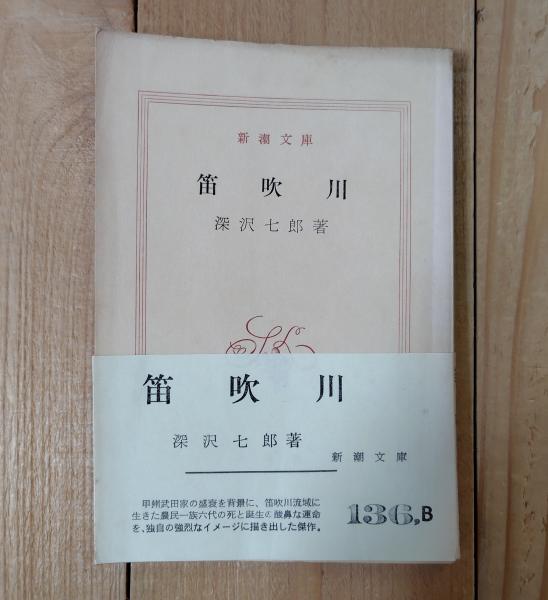 新潮文庫
笛吹川
深沢七郎著
笛吹川
深沢七郎著
新潮文庫
甲州武田家の盛衰を背景に、笛吹川流域に
生きた農民一族六代の死と誕生の酸鼻な運命
を、独自の強烈なイメージに描き出した傑作。
136,B